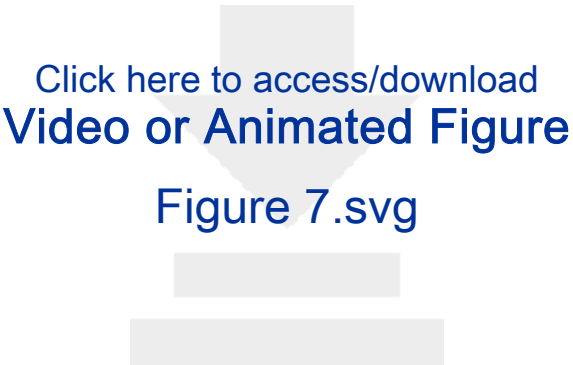 Click here to access/download
Video or Animated Figure
Figure 7.svg